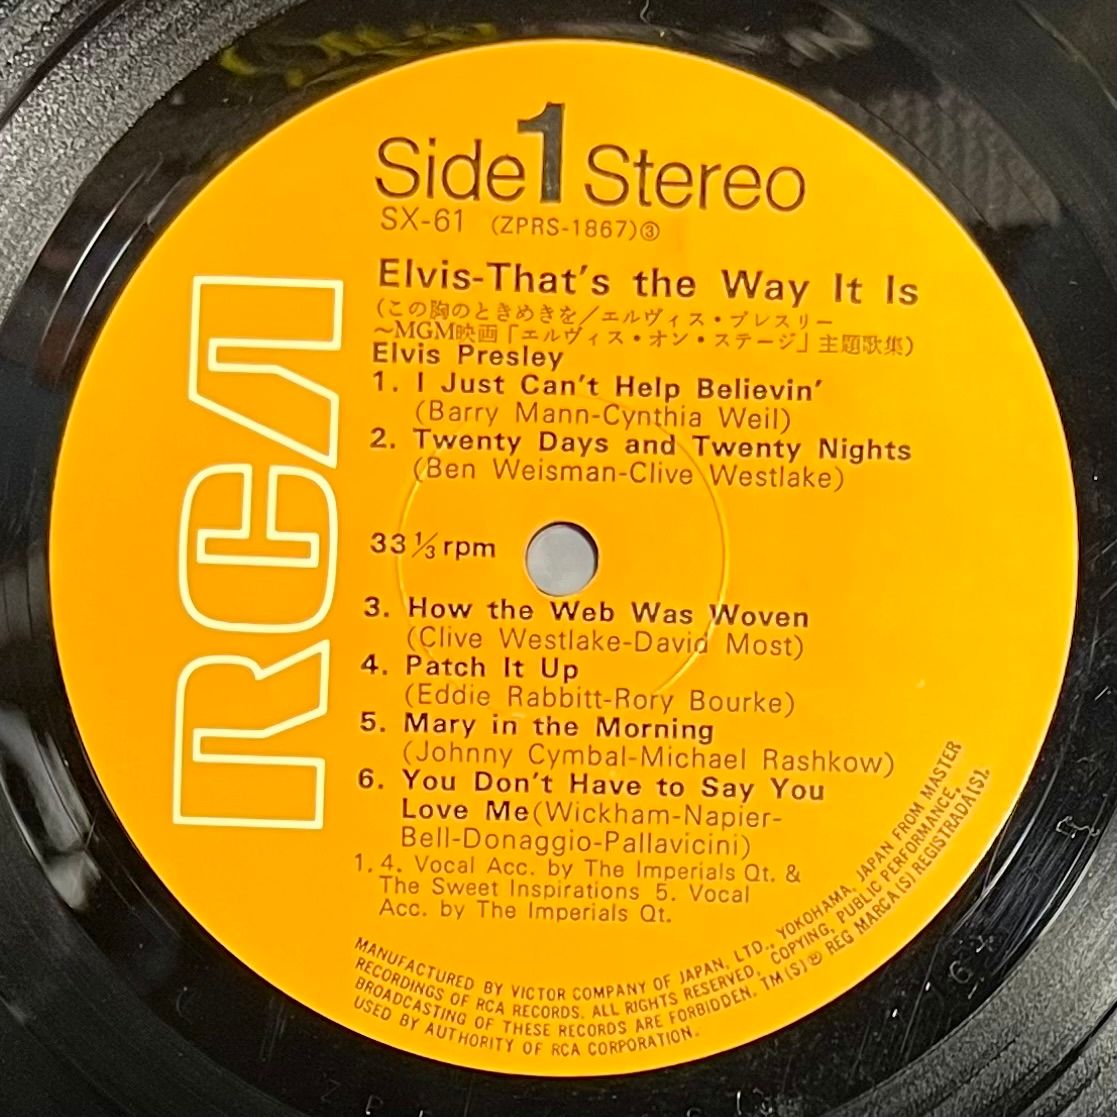 Side 1 Stereo
SX-61 (ZPRS-1867)③
Elvis-That's the Way It Is
(この胸のときめきを/エルヴィス・プレスリー
~MGM映画「エルヴィス・オン・ステージ」主題歌集)
Elvis Presley
1. I Just Can't Help Believin'
(Barry Mann-Cynthia Weil)
2. Twenty Days and Twenty Nights
(Ben Weisman-Clive Westlake)
33 1/3 rpm
3. How the Web Was Woven
(Clive Westlake-David Most)
4. Patch It Up
(Eddie Rabbitt-Rory Bourke)
5. Mary in the Morning
(Johnny Cymbal-Michael Rashkow)
6. You Don't Have to Say You
Love Me(Wickham-Napier-
Bell-Donaggio-Pallavicini)
1. 4. Vocal Acc. by The Imperials Qt. &
The Sweet Inspirations 5. Vocal
Acc. by The Imperials Qt.
RCA
MANUFACTURED BY VICTOR COMPANY OF JAPAN, LTD., YOKOHAMA, JAPAN FROM MASTER
RECORDINGS OF RCA RECORDS. ALL RIGHTS RESERVED, COPYING, PUBLIC PERFORMANCE,
BROADCASTING OF THESE RECORDS ARE FORBIDDEN. TM(S)® REG MARCA(S) REGISTRADA(S).
USED BY AUTHORITY OF RCA CORPORATION.